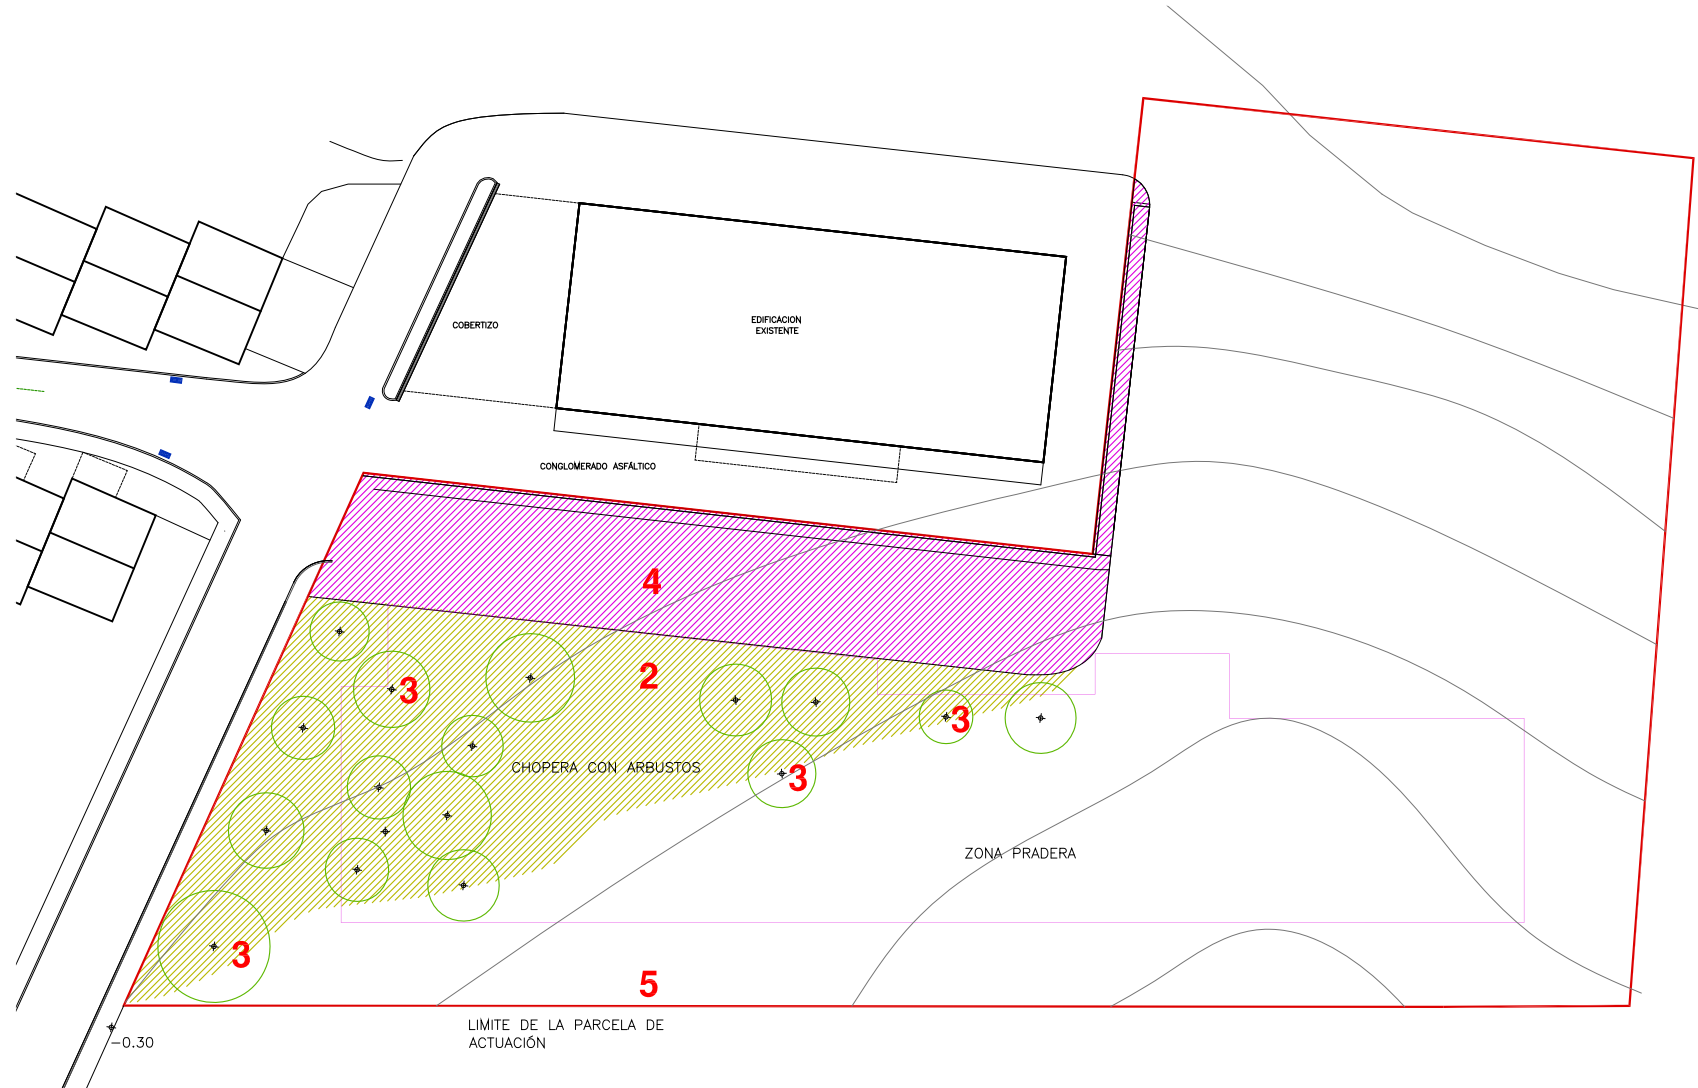 COBERTIZO
EDIFICACION
EXISTENTE
CONGLOMERADO ASFÁLTICO
4
2
3
3
3
CHOPERA CON ARBUSTOS
ZONA PRADERA
3
5
LIMITE DE LA PARCELA DE
ACTUACIÓN
-0.30